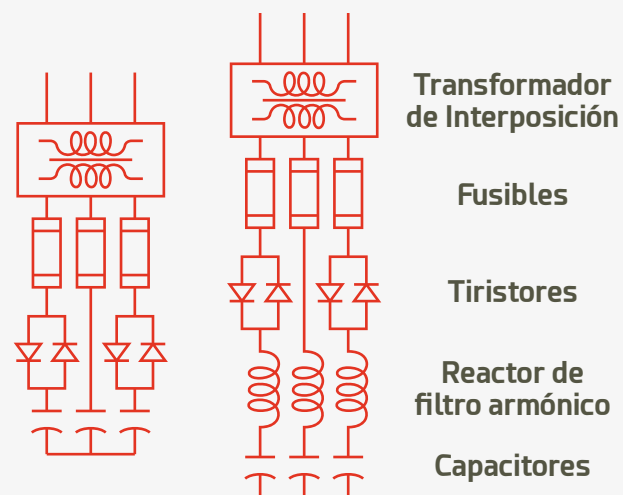 Transformador
de Interposición
Fusibles
Tiristores
Reactor de
filtro armónico
Capacitores